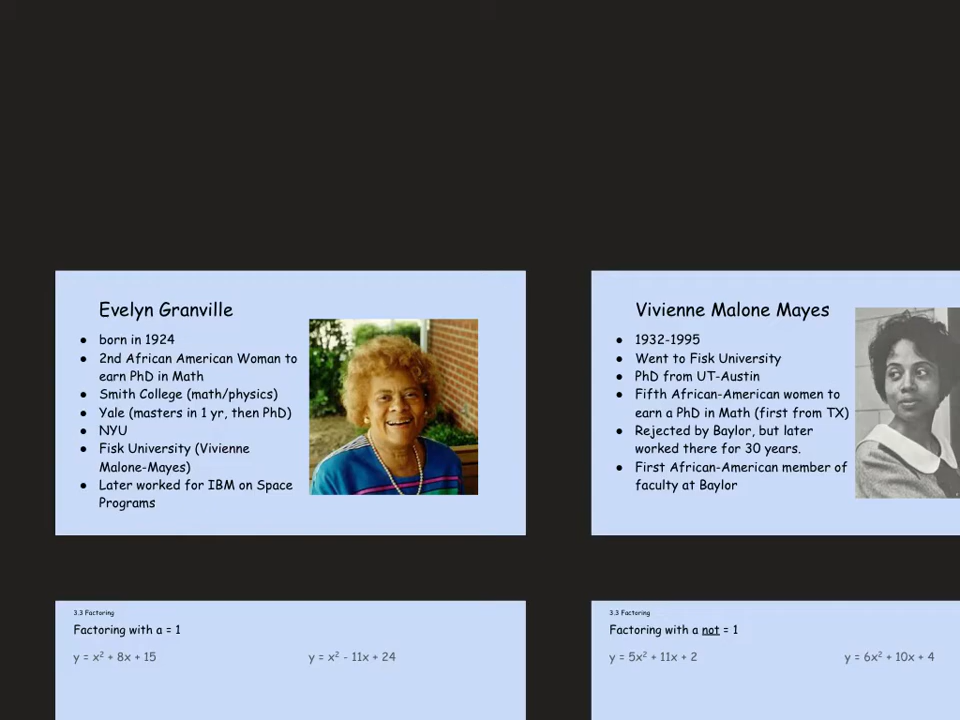 Evelyn Granville
● born in 1924
● 2nd African American Woman to
earn PhD in Math
● Smith College (math/physics)
● Yale (masters in 1 yr, then PhD)
● NYU
● Fisk University (Vivienne
Malone-Mayes)
● Later worked for IBM on Space
Programs
Vivienne Malone Mayes
● 1932-1995
● Went to Fisk University
● PhD from UT-Austin
● Fifth African-American women to
earn a PhD in Math (first from TX)
● Rejected by Baylor, but later
worked there for 30 years.
● First African-American member of
faculty at Baylor
3.3 Factoring
Factoring with a = 1
y = x² + 8x + 15
y = x² - 11x + 24
3.3 Factoring
Factoring with a not = 1
y = 5x² + 11x + 2
y = 6x² + 10x + 4